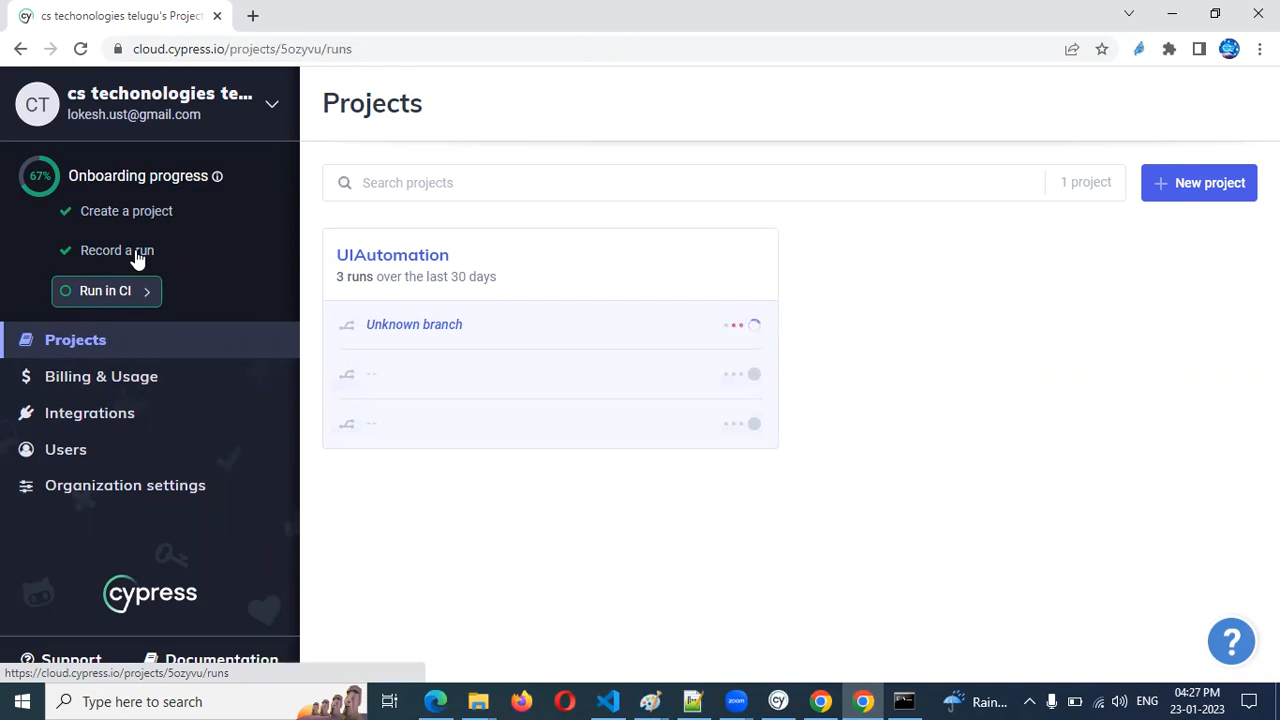 cs techonologies telugu's Project
cloud.cypress.io/projects/5ozyvu/runs
CT
cs techonologies te...
lokesh.ust@gmail.com
67%
Onboarding progress
Create a project
Record a run
Run in CI
Projects
Billing & Usage
Integrations
Users
Organization settings
cypress
Support
Documentation
Projects
Search projects
1 project
New project
UIAutomation
3 runs over the last 30 days
Unknown branch
--
--
?
https://cloud.cypress.io/projects/5ozyvu/runs
Type here to search
zoom
Rain...
ENG
04:27 PM
23-01-2023